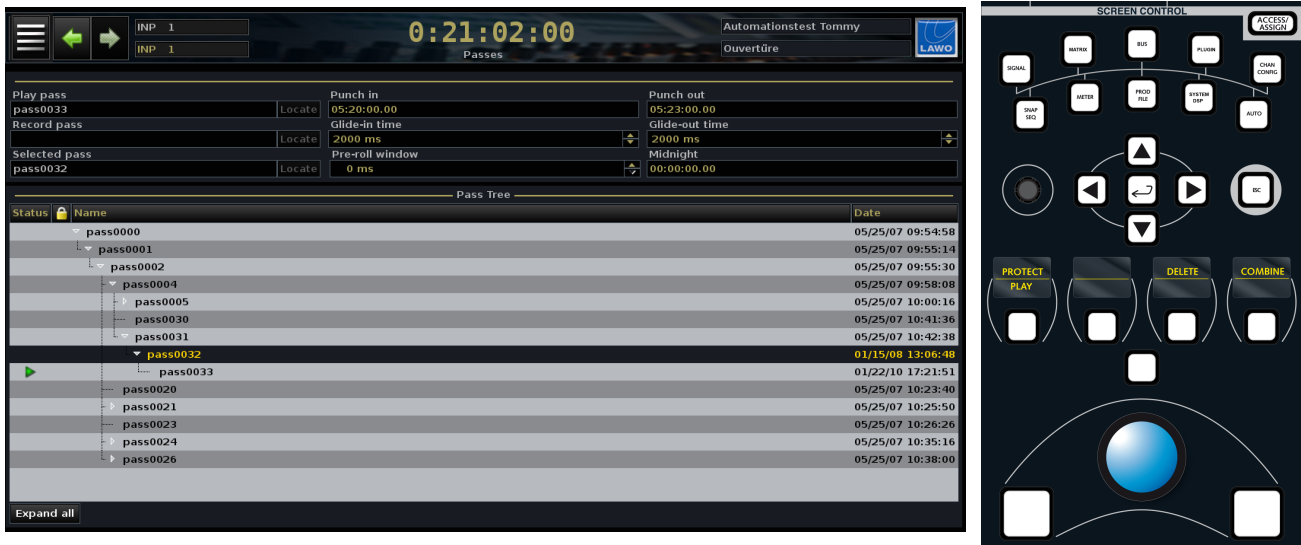 INP 1
INP 1
0:21:02:00
Passes
Automationstest Tommy
Ouvertüre
LAWO
Play pass Punch in Punch out
pass0033 Locate 05:20:00.00 05:23:00.00
Record pass Glide-in time Glide-out time
Locate 2000 ms 2000 ms
Selected pass Pre-roll window Midnight
pass0032 Locate 0 ms 00:00:00.00
Pass Tree
Status Name Date
pass0000 05/25/07 09:54:58
pass0001 05/25/07 09:55:14
pass0002 05/25/07 09:55:30
pass0004 05/25/07 09:58:08
pass0005 05/25/07 10:00:16
pass0030 05/25/07 10:41:36
pass0031 05/25/07 10:42:38
pass0032 01/15/08 13:06:48
pass0033 01/22/10 17:21:51
pass0020 05/25/07 10:23:40
pass0021 05/25/07 10:25:50
pass0023 05/25/07 10:26:26
pass0024 05/25/07 10:35:16
pass0026 05/25/07 10:38:00
Expand all
SCREEN CONTROL
ACCESS/
ASSIGN
SIGNAL
MATRIX
BUS
PLUGIN
CHAN
CONFIG
SNAP
SEQ
METER
PROD
FILE
SYSTEM
DSP
AUTO
ESC
PROTECT
PLAY
DELETE
COMBINE